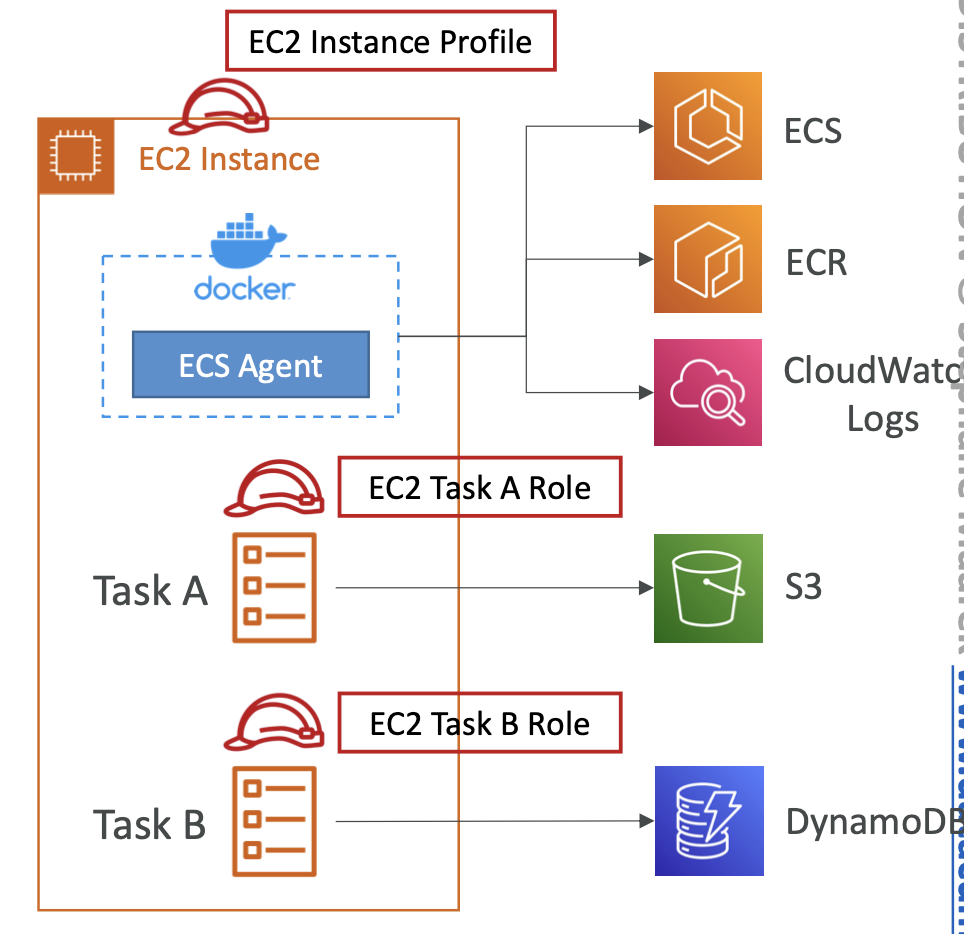 EC2 Instance Profile
EC2 Instance
docker
ECS Agent
ECS
ECR
CloudWatc
Logs
EC2 Task A Role
Task A
S3
EC2 Task B Role
Task B
DynamoDB